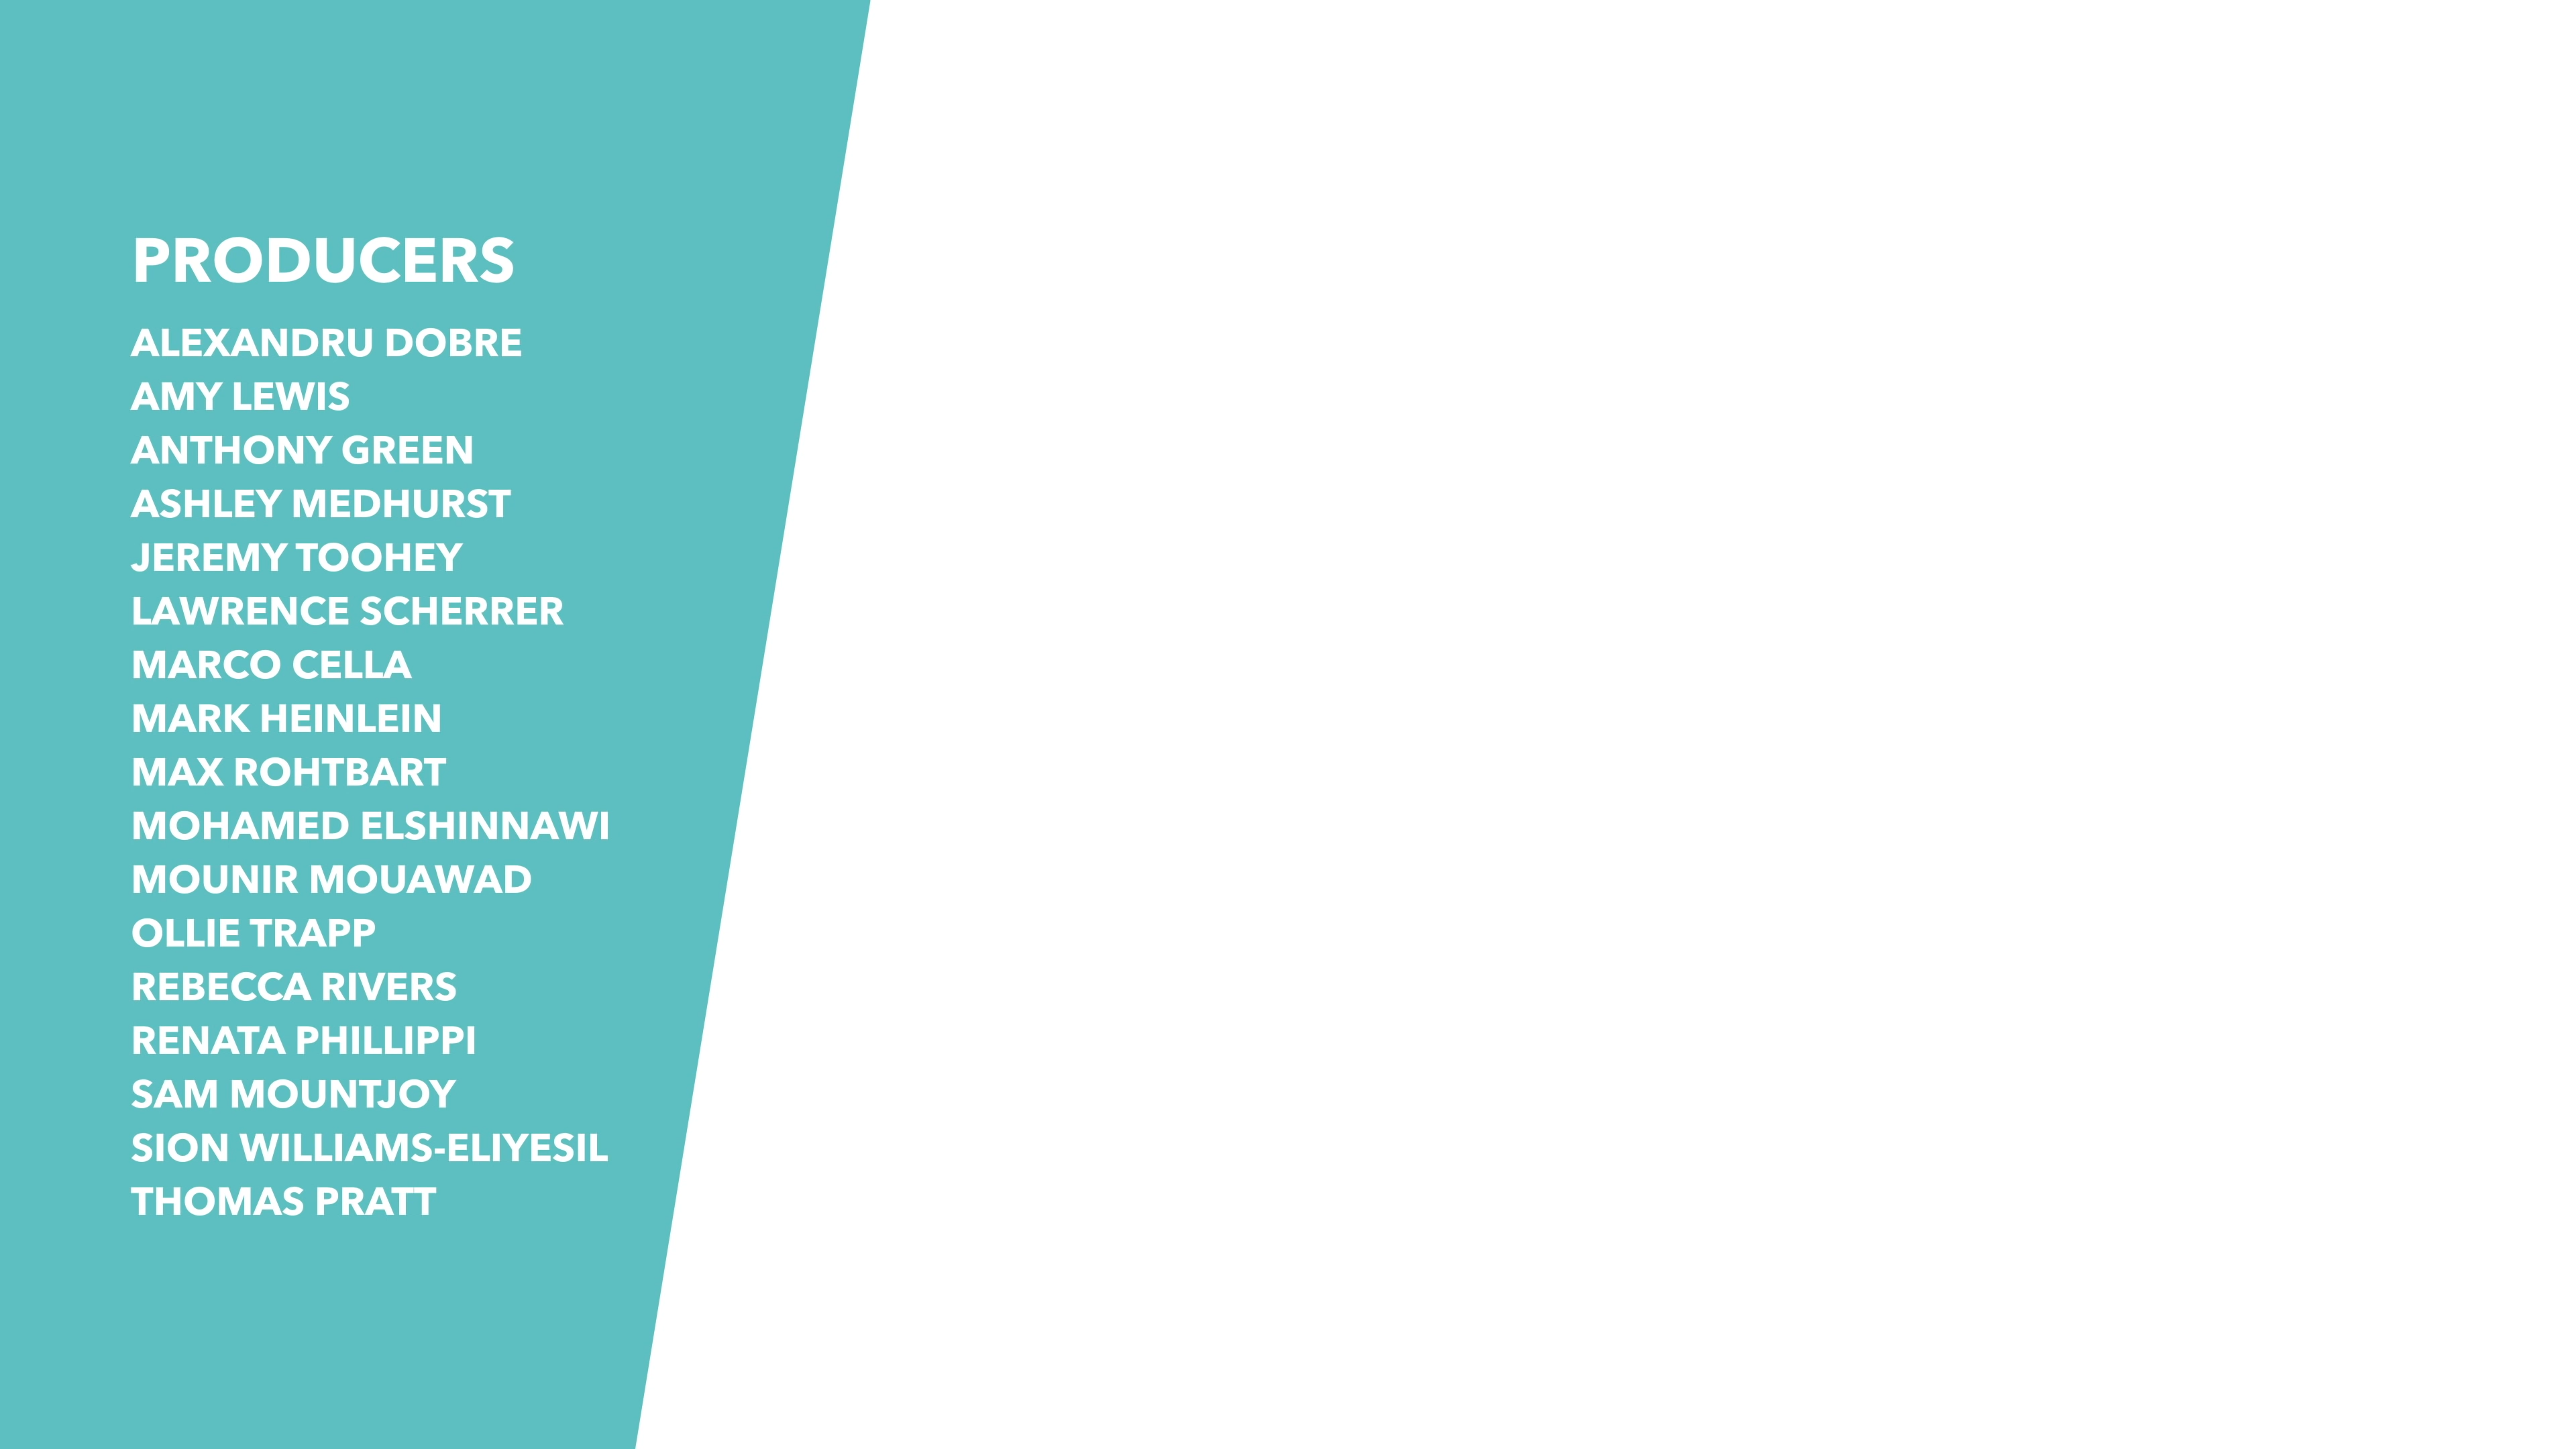 PRODUCERS
ALEXANDRU DOBRE
AMY LEWIS
ANTHONY GREEN
ASHLEY MEDHURST
JEREMY TOOHEY
LAWRENCE SCHERRER
MARCO CELLA
MARK HEINLEIN
MAX ROHTBART
MOHAMED ELSHINNAWI
MOUNIR MOUAWAD
OLLIE TRAPP
REBECCA RIVERS
RENATA PHILLIPPI
SAM MOUNTJOY
SION WILLIAMS-ELIYESIL
THOMAS PRATT